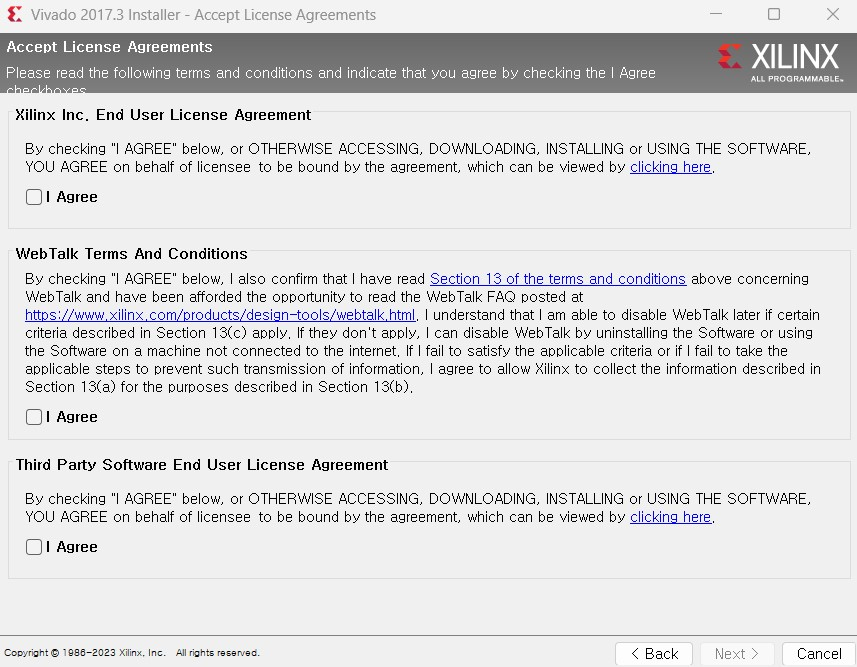 Vivado 2017.3 Installer - Accept License Agreements
Accept License Agreements
Please read the following terms and conditions and indicate that you agree by checking the I Agree
checkboxes.
XILINX
ALL PROGRAMMABLE™
Xilinx Inc. End User License Agreement
By checking "I AGREE" below, or OTHERWISE ACCESSING, DOWNLOADING, INSTALLING or USING THE SOFTWARE,
YOU AGREE on behalf of licensee to be bound by the agreement, which can be viewed by clicking here.
I Agree
WebTalk Terms And Conditions
By checking "I AGREE" below, I also confirm that I have read Section 13 of the terms and conditions above concerning
WebTalk and have been afforded the opportunity to read the WebTalk FAQ posted at
https://www.xilinx.com/products/design-tools/webtalk.html. I understand that I am able to disable WebTalk later if certain
criteria described in Section 13(c) apply. If they don't apply, I can disable WebTalk by uninstalling the Software or using
the Software on a machine not connected to the internet. If I fail to satisfy the applicable criteria or if I fail to take the
applicable steps to prevent such transmission of information, I agree to allow Xilinx to collect the information described in
Section 13(a) for the purposes described in Section 13(b).
I Agree
Third Party Software End User License Agreement
By checking "I AGREE" below, or OTHERWISE ACCESSING, DOWNLOADING, INSTALLING or USING THE SOFTWARE,
YOU AGREE on behalf of licensee to be bound by the agreement, which can be viewed by clicking here.
I Agree
Copyright © 1986-2023 Xilinx, Inc. All rights reserved.
< Back Next > Cancel